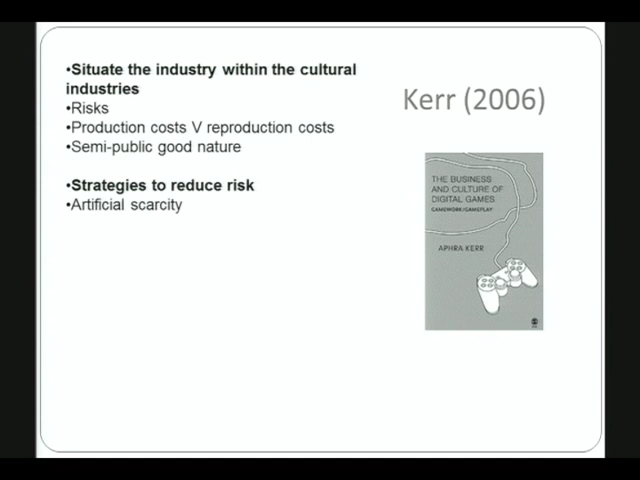 •Situate the industry within the cultural
industries
•Risks
•Production costs V reproduction costs
•Semi-public good nature
•Strategies to reduce risk
•Artificial scarcity
Kerr (2006)
THE BUSINESS
AND CULTURE OF
DIGITAL GAMES
GAMEWORK/GAMEPLAY
APHRA KERR